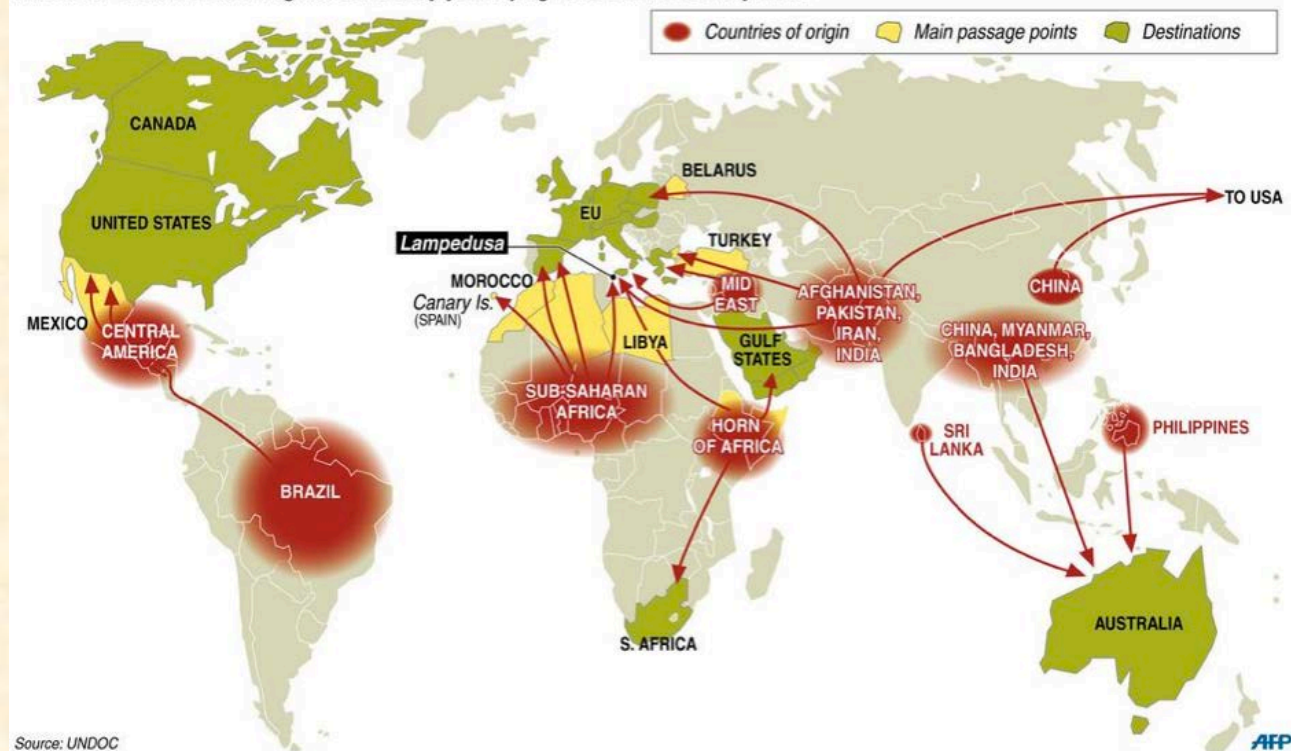 Countries of origin
Main passage points
Destinations
CANADA
UNITED STATES
MEXICO
CENTRAL
AMERICA
BRAZIL
BELARUS
EU
Lampedusa
TURKEY
MOROCCO
Canary Is.
(SPAIN)
LIBYA
MID
EAST
GULF
STATES
SUB-SAHARAN
AFRICA
HORN
OF AFRICA
S. AFRICA
AFGHANISTAN,
PAKISTAN,
IRAN,
INDIA
TO USA
CHINA
CHINA, MYANMAR,
BANGLADESH,
INDIA
SRI
LANKA
PHILIPPINES
AUSTRALIA
Source: UNDOC
AFP